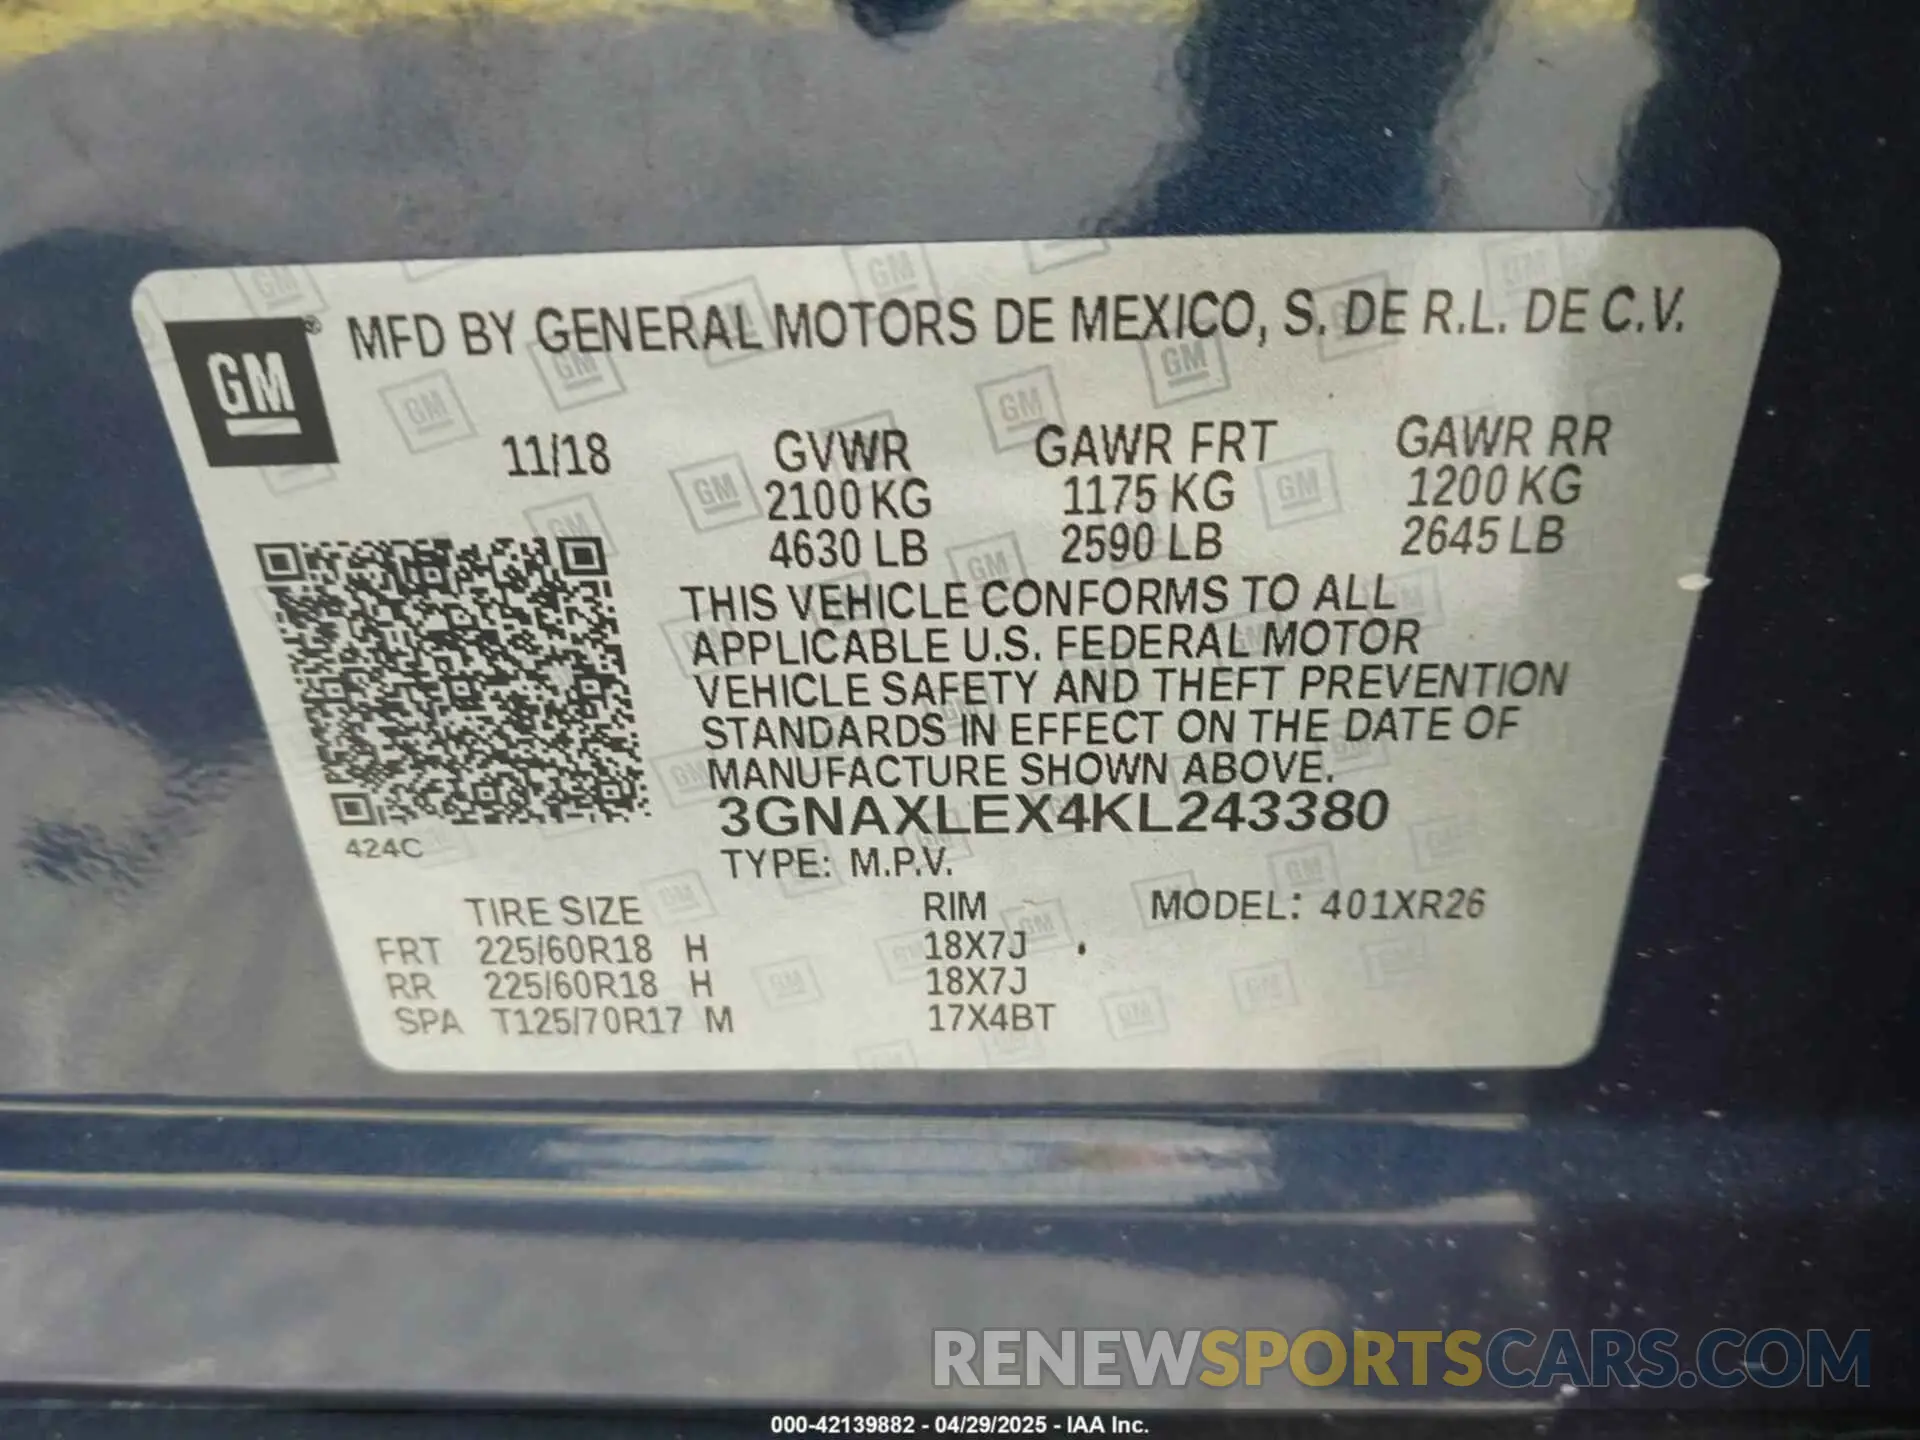 GM ® MFD BY GENERAL MOTORS DE MEXICO, S. DE R.L. DE C.V.
11/18 GVWR GAWR FRT GAWR RR
2100 KG 1175 KG 1200 KG
4630 LB 2590 LB 2645 LB
THIS VEHICLE CONFORMS TO ALL
APPLICABLE U.S. FEDERAL MOTOR
VEHICLE SAFETY AND THEFT PREVENTION
STANDARDS IN EFFECT ON THE DATE OF
MANUFACTURE SHOWN ABOVE.
3GNAXLEX4KL243380
424C
TYPE: M.P.V.
TIRE SIZE RIM MODEL: 401XR26
FRT 225/60R18 H 18X7J
RR 225/60R18 H 18X7J
SPA T125/70R17 M 17X4BT
RENEWSPORTSCARS.COM
000-42139882 - 04/29/2025 - IAA Inc.